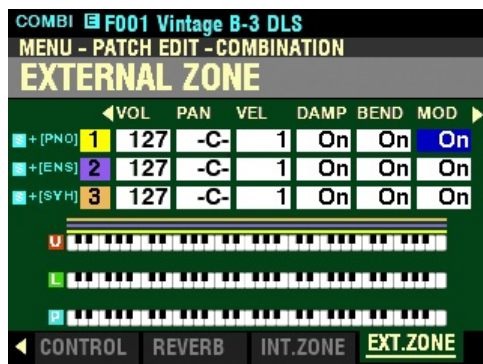 COMBI E F001 Vintage B-3 DLS
MENU - PATCH EDIT - COMBINATION
EXTERNAL ZONE
VOL PAN VEL DAMP BEND MOD
S+[PNO] 1 127 -C- 1 On On On
S+[ENS] 2 127 -C- 1 On On On
S+[SYH] 3 127 -C- 1 On On On
U
L
P
CONTROL REVERB INT.ZONE EXT.ZONE